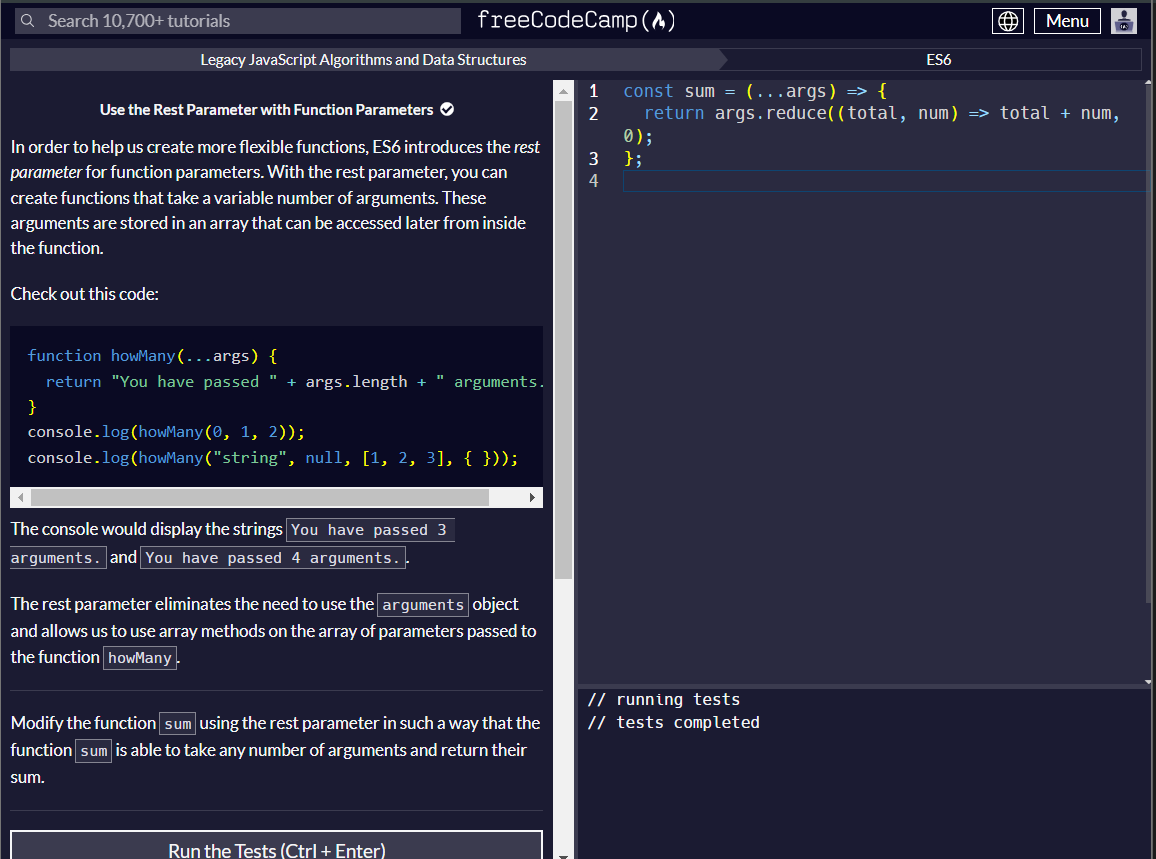 Search 10,700+ tutorials
freeCodeCamp
Menu
Legacy JavaScript Algorithms and Data Structures
ES6
Use the Rest Parameter with Function Parameters
In order to help us create more flexible functions, ES6 introduces the rest
parameter for function parameters. With the rest parameter, you can
create functions that take a variable number of arguments. These
arguments are stored in an array that can be accessed later from inside
the function.
Check out this code:
function howMany(...args) {
  return "You have passed " + args.length + " arguments.
}
console.log(howMany(0, 1, 2));
console.log(howMany("string", null, [1, 2, 3], { }));
The console would display the strings You have passed 3
arguments. and You have passed 4 arguments..
The rest parameter eliminates the need to use the arguments object
and allows us to use array methods on the array of parameters passed to
the function howMany.
Modify the function sum using the rest parameter in such a way that the
function sum is able to take any number of arguments and return their
sum.
Run the Tests (Ctrl + Enter)
1 const sum = (...args) => {
2   return args.reduce((total, num) => total + num,
0);
3 };
4
// running tests
// tests completed